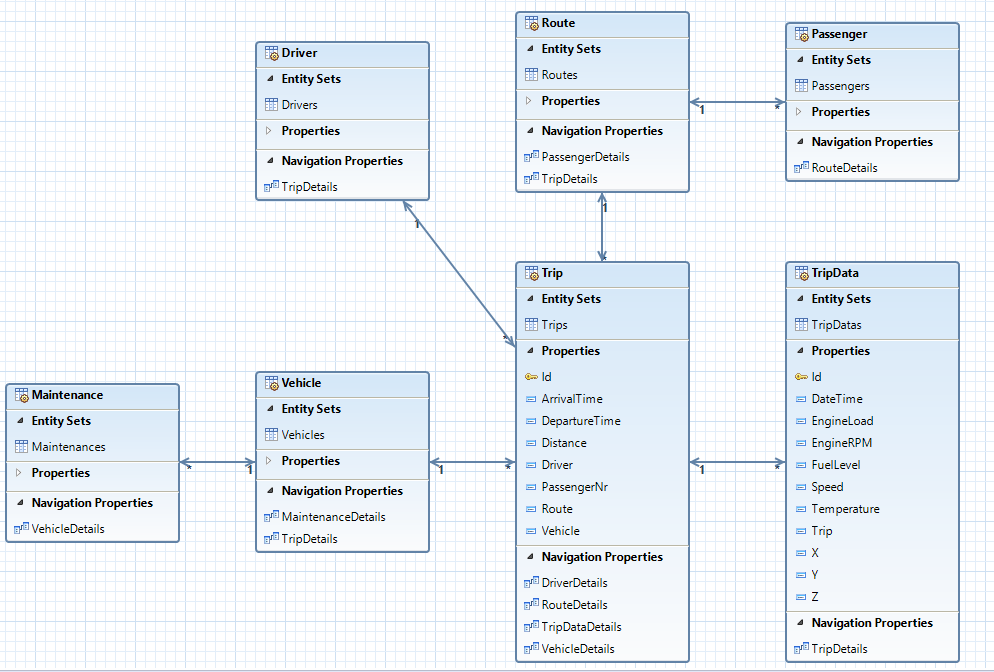 Driver
Entity Sets
Drivers
Properties
Navigation Properties
TripDetails
Route
Entity Sets
Routes
Properties
Navigation Properties
PassengerDetails
TripDetails
Passenger
Entity Sets
Passengers
Properties
Navigation Properties
RouteDetails
1
*
1
*
1
*
Maintenance
Entity Sets
Maintenances
Properties
Navigation Properties
VehicleDetails
*
1
Vehicle
Entity Sets
Vehicles
Properties
Navigation Properties
MaintenanceDetails
TripDetails
1
*
Trip
Entity Sets
Trips
Properties
Id
ArrivalTime
DepartureTime
Distance
Driver
PassengerNr
Route
Vehicle
Navigation Properties
DriverDetails
RouteDetails
TripDataDetails
VehicleDetails
1
*
TripData
Entity Sets
TripDatas
Properties
Id
DateTime
EngineLoad
EngineRPM
FuelLevel
Speed
Temperature
Trip
X
Y
Z
Navigation Properties
TripDetails